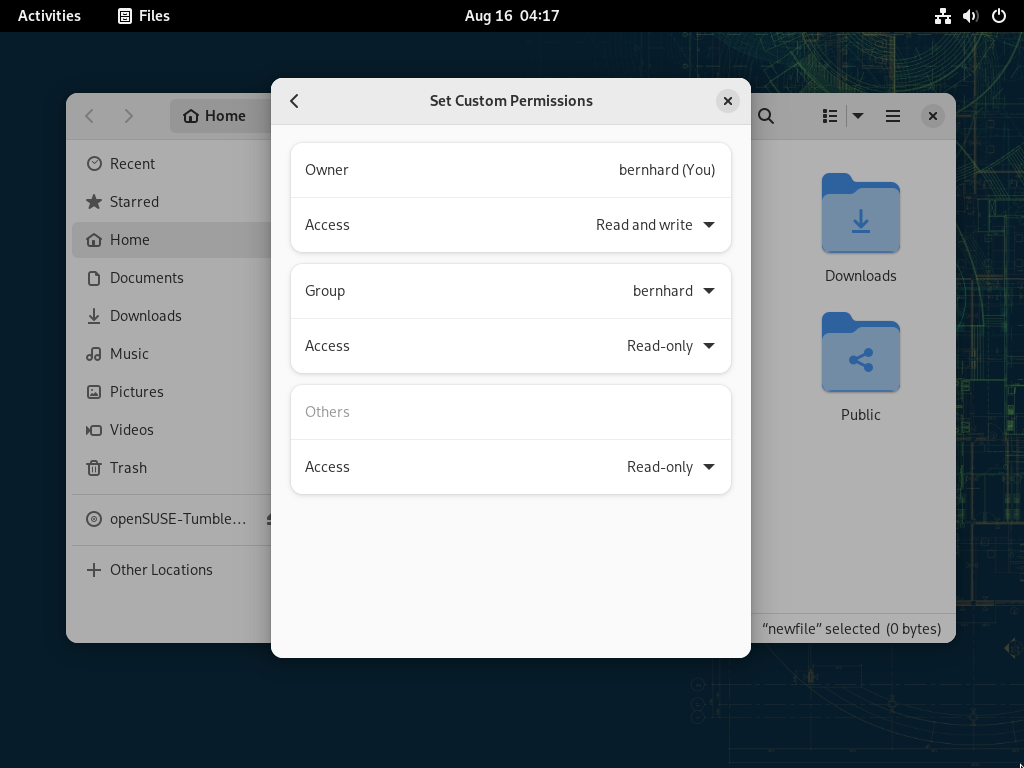 Activities Files Aug 16 04:17
Home
Set Custom Permissions
Recent
Starred
Home
Documents
Downloads
Music
Pictures
Videos
Trash
openSUSE-Tumble...
Other Locations
Owner bernhard (You)
Access Read and write
Group bernhard
Access Read-only
Others
Access Read-only
Downloads
Public
“newfile” selected (0 bytes)